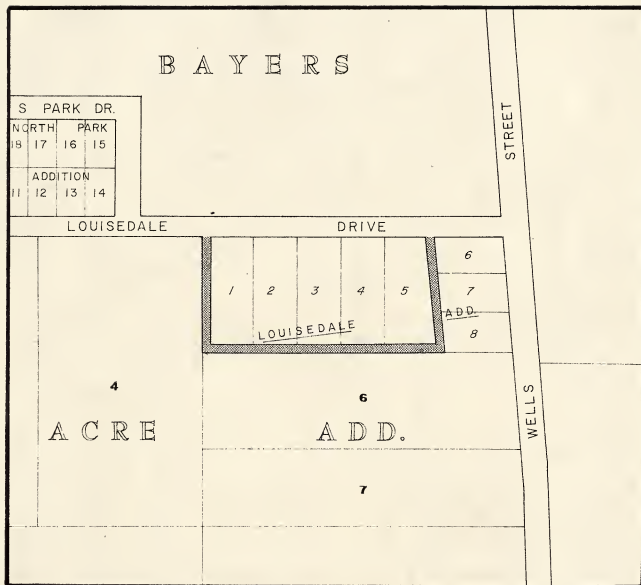 BAYERS
S PARK DR.
NORTH PARK
18 17 16 15
ADDITION
11 12 13 14
STREET
LOUISEDALE DRIVE
1 2 3 4 5
6
7
8
LOUISEDALE ADD.
4
6
ACRE ADD.
WELLS
7